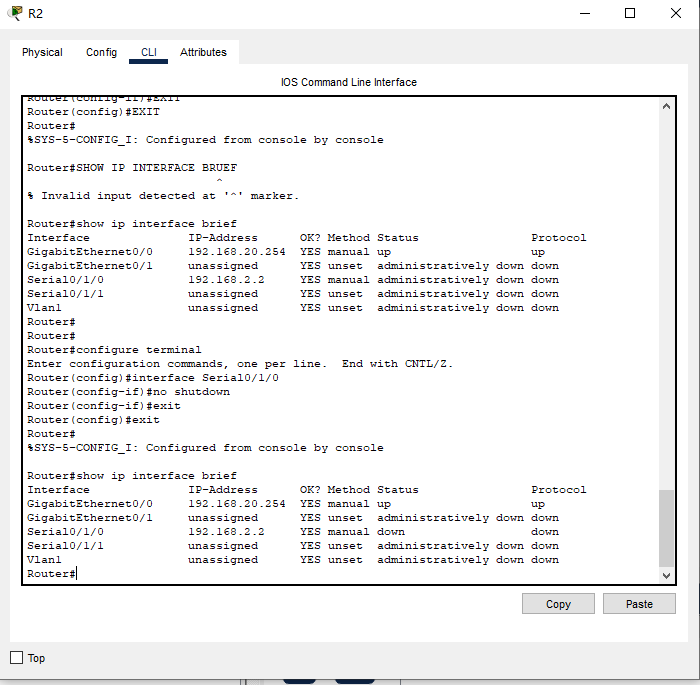 R2
Physical Config CLI Attributes
IOS Command Line Interface
Router(config-if)#EXIT
Router(config)#EXIT
Router#
%SYS-5-CONFIG_I: Configured from console by console
Router#SHOW IP INTERFACE BRUEF
^
% Invalid input detected at '^' marker.
Router#show ip interface brief
Interface IP-Address OK? Method Status Protocol
GigabitEthernet0/0 192.168.20.254 YES manual up up
GigabitEthernet0/1 unassigned YES unset administratively down down
Serial0/1/0 192.168.2.2 YES manual administratively down down
Serial0/1/1 unassigned YES unset administratively down down
Vlan1 unassigned YES unset administratively down down
Router#
Router#
Router#configure terminal
Enter configuration commands, one per line. End with CNTL/Z.
Router(config)#interface Serial0/1/0
Router(config-if)#no shutdown
Router(config-if)#exit
Router(config)#exit
Router#
%SYS-5-CONFIG_I: Configured from console by console
Router#show ip interface brief
Interface IP-Address OK? Method Status Protocol
GigabitEthernet0/0 192.168.20.254 YES manual up up
GigabitEthernet0/1 unassigned YES unset administratively down down
Serial0/1/0 192.168.2.2 YES manual down down
Serial0/1/1 unassigned YES unset administratively down down
Vlan1 unassigned YES unset administratively down down
Router#
Copy Paste
Top